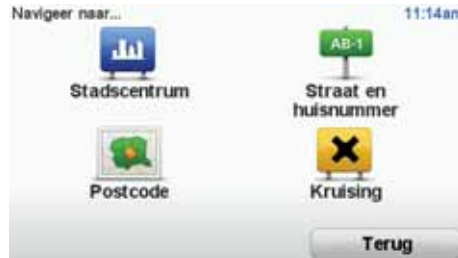 Navigeer naar...
11:14am
AB-1
Stadscentrum
Straat en
huisnummer
Postcode
Kruising
Terug